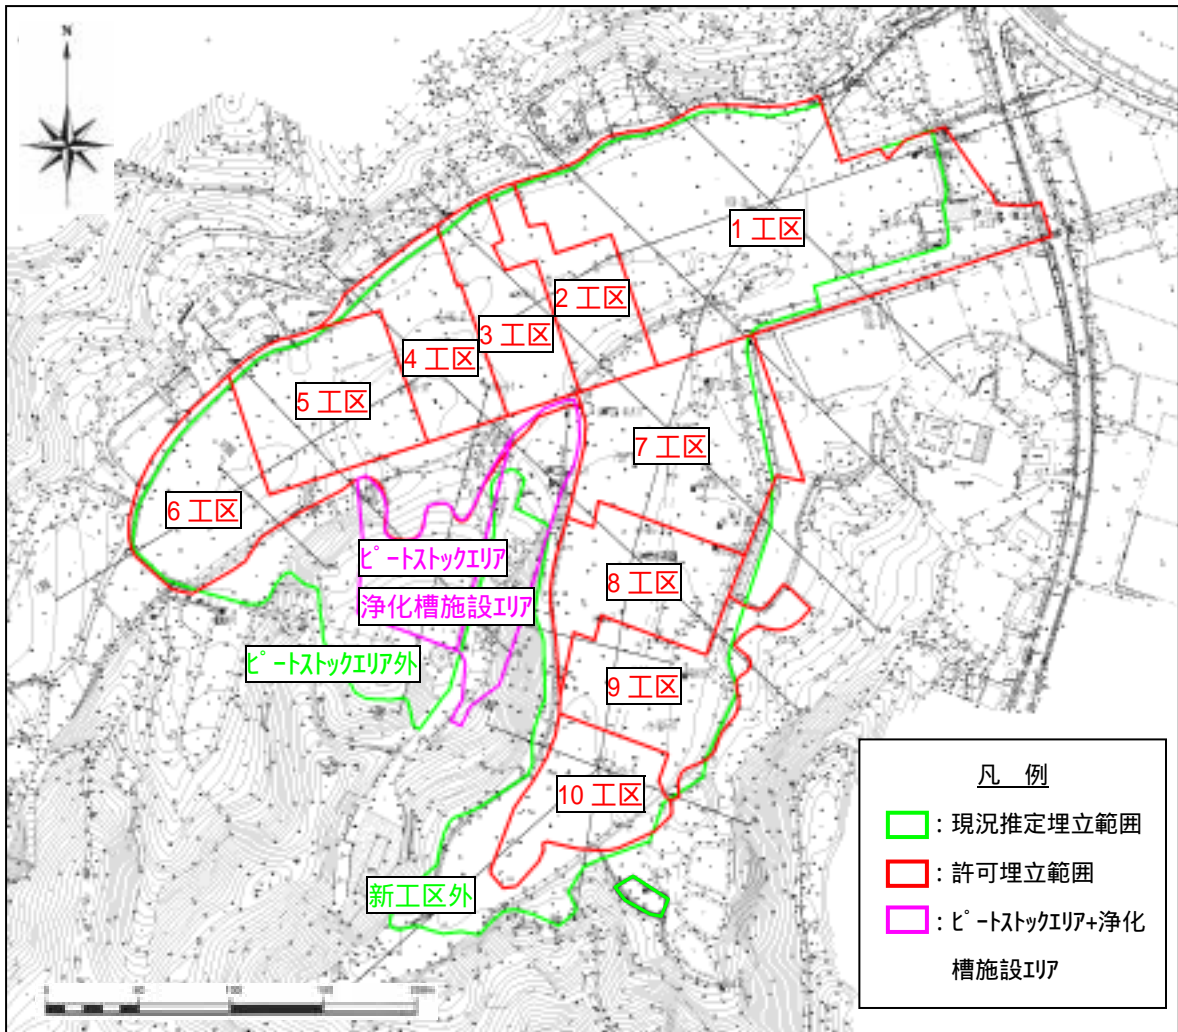 N
1 工区
2 工区
3 工区
4 工区
5 工区
6 工区
7 工区
8 工区
9 工区
10 工区
ﾋﾟｰﾄｽﾄｯｸｴﾘｱ
浄化槽施設ｴﾘｱ
ﾋﾟｰﾄｽﾄｯｸｴﾘｱ外
新工区外
凡 例
: 現況推定埋立範囲
: 許可埋立範囲
: ﾋﾟｰﾄｽﾄｯｸｴﾘｱ+浄化
槽施設ｴﾘｱ